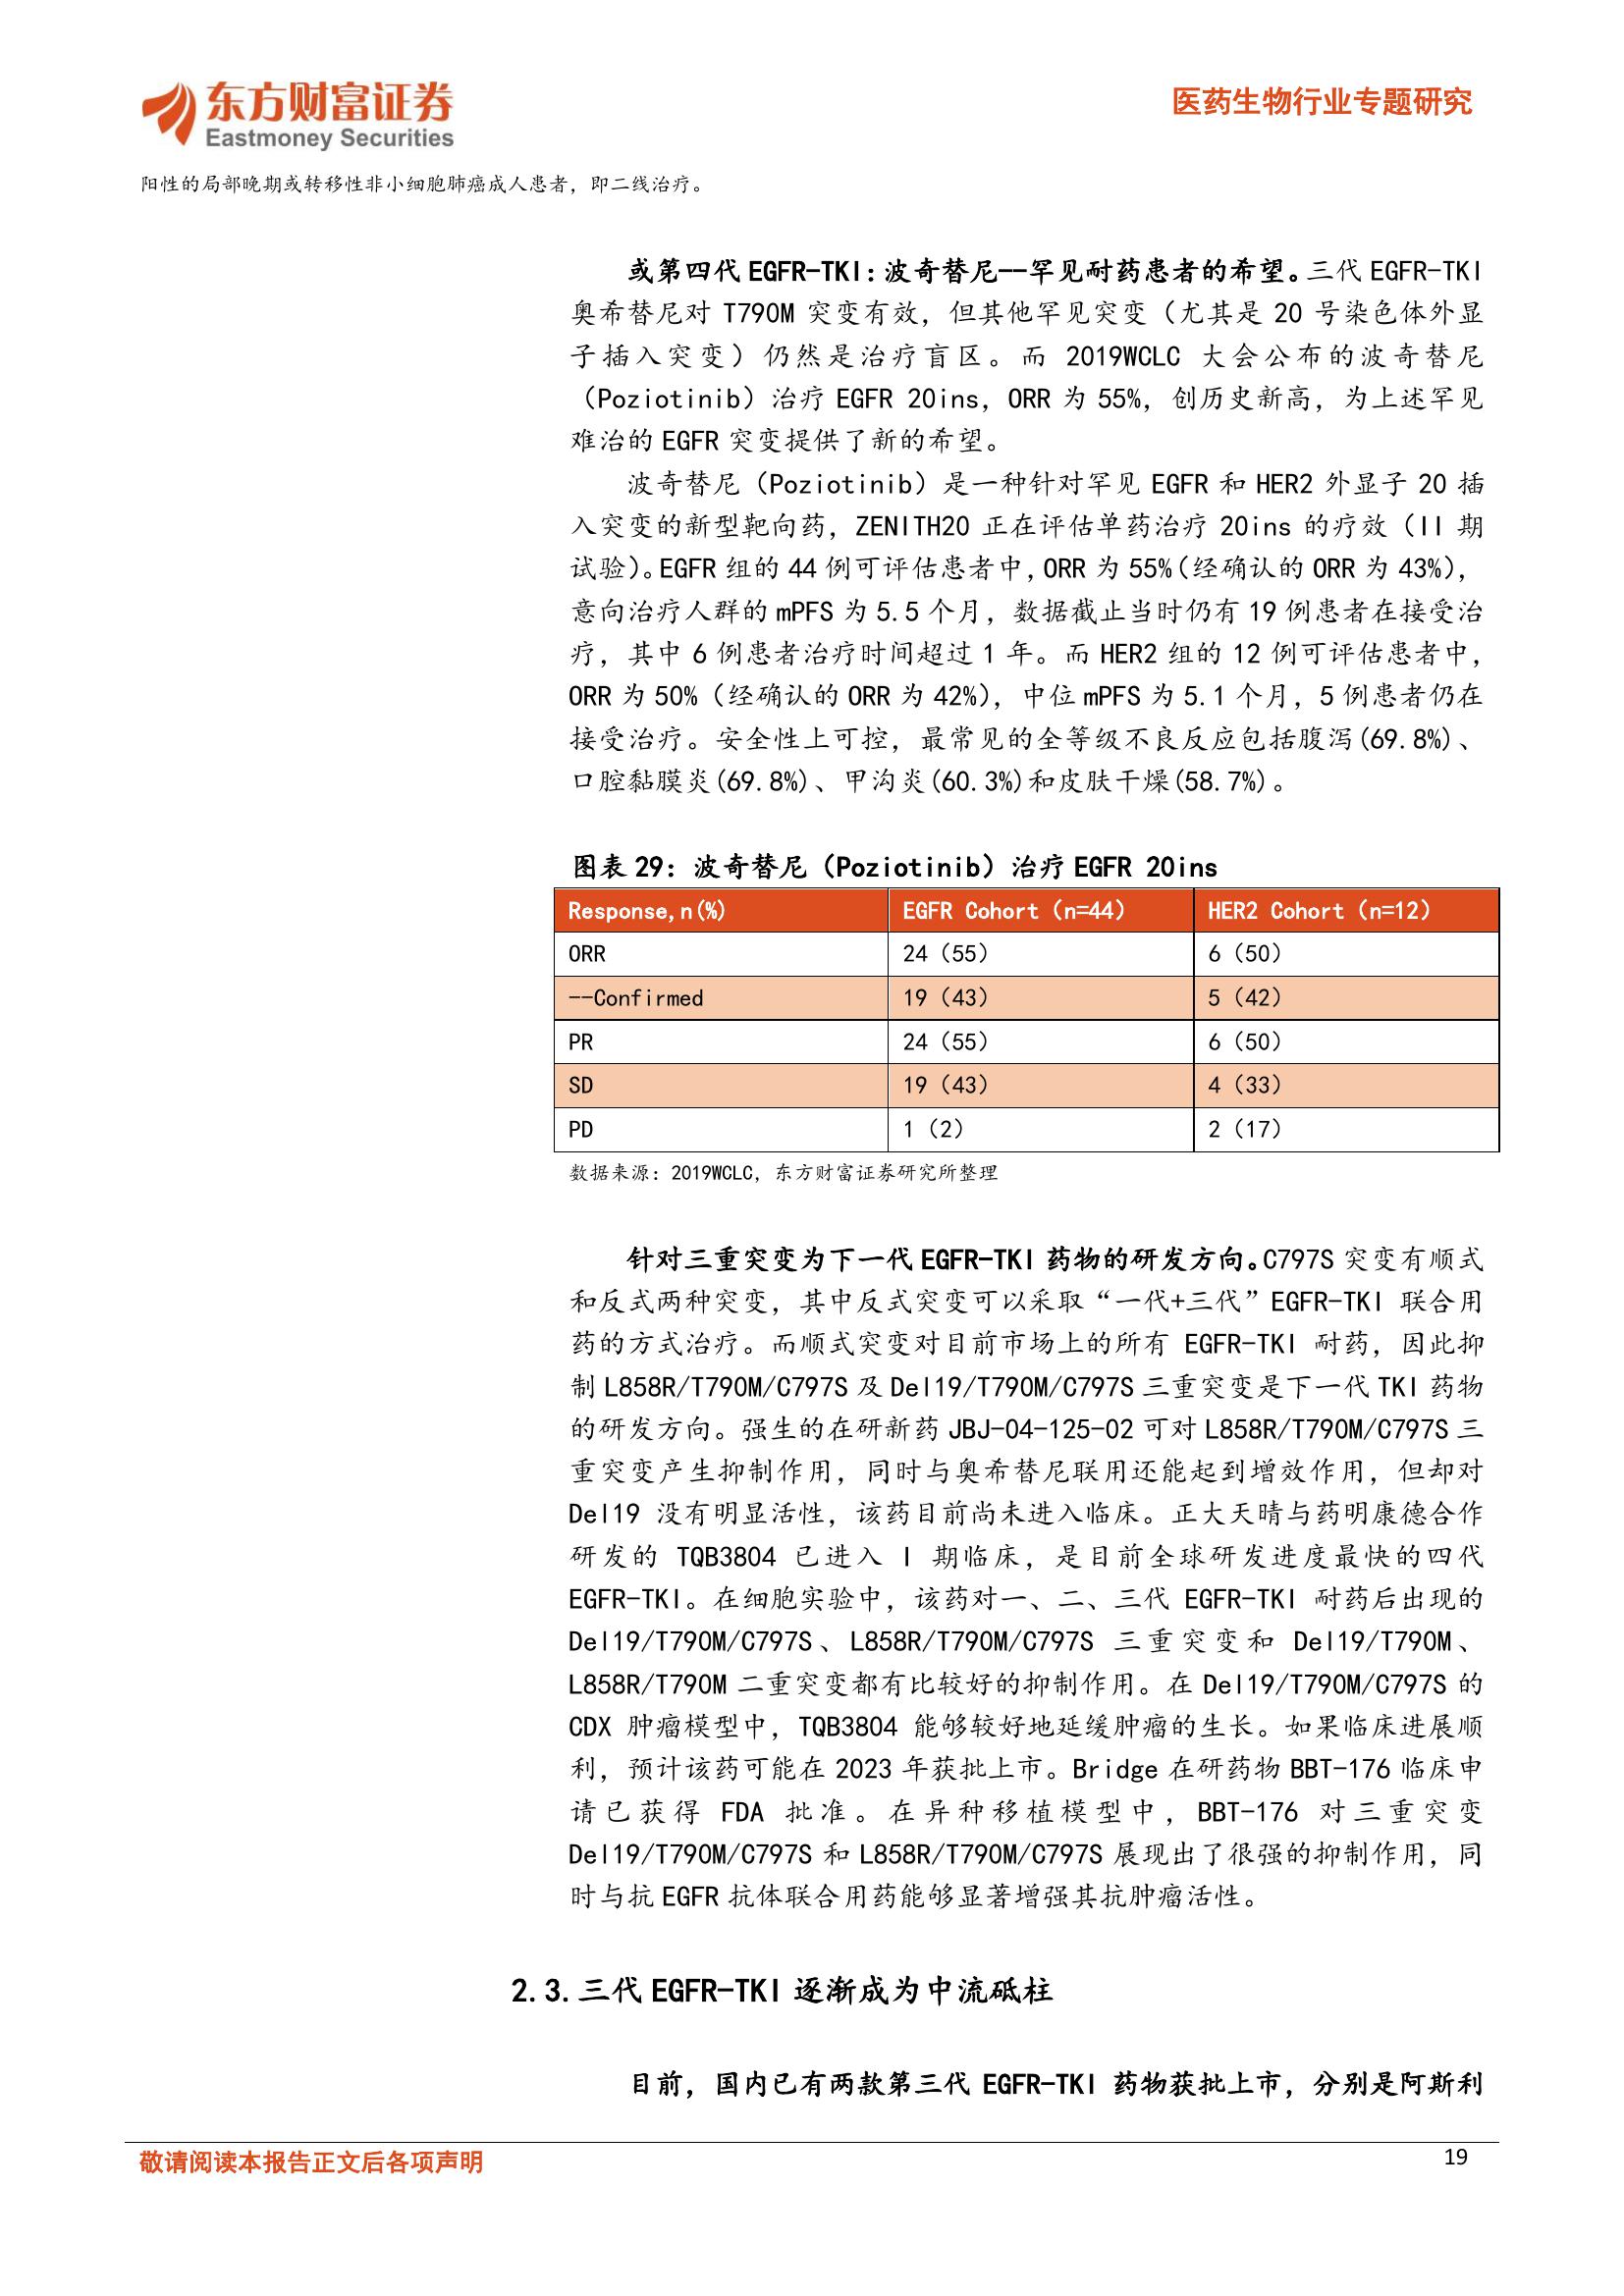 东方财富证券
Eastmoney Securities
医药生物行业专题研究
阳性的局部晚期或转移性非小细胞肺癌成人患者，即二线治疗。
或第四代 EGFR-TKI：波奇替尼--罕见耐药患者的希望。三代 EGFR-TKI
奥希替尼对 T790M 突变有效，但其他罕见突变（尤其是 20 号染色体外显
子插入突变）仍然是治疗盲区。而 2019WCLC 大会公布的波奇替尼
（Poziotinib）治疗 EGFR 20ins，ORR 为 55%，创历史新高，为上述罕见
难治的 EGFR 突变提供了新的希望。
波奇替尼（Poziotinib）是一种针对罕见 EGFR 和 HER2 外显子 20 插
入突变的新型靶向药，ZENITH20 正在评估单药治疗 20ins 的疗效（II 期
试验）。EGFR 组的 44 例可评估患者中，ORR 为 55%（经确认的 ORR 为 43%），
意向治疗人群的 mPFS 为 5.5 个月，数据截止当时仍有 19 例患者在接受治
疗，其中 6 例患者治疗时间超过 1 年。而 HER2 组的 12 例可评估患者中，
ORR 为 50%（经确认的 ORR 为 42%），中位 mPFS 为 5.1 个月，5 例患者仍在
接受治疗。安全性上可控，最常见的全等级不良反应包括腹泻(69.8%)、
口腔黏膜炎(69.8%)、甲沟炎(60.3%)和皮肤干燥(58.7%)。
图表 29：波奇替尼（Poziotinib）治疗 EGFR 20ins
Response,n(%) EGFR Cohort（n=44） HER2 Cohort（n=12）
ORR 24（55） 6（50）
--Confirmed 19（43） 5（42）
PR 24（55） 6（50）
SD 19（43） 4（33）
PD 1（2） 2（17）
数据来源：2019WCLC，东方财富证券研究所整理
针对三重突变为下一代 EGFR-TKI 药物的研发方向。C797S 突变有顺式
和反式两种突变，其中反式突变可以采取“一代+三代”EGFR-TKI 联合用
药的方式治疗。而顺式突变对目前市场上的所有 EGFR-TKI 耐药，因此抑
制 L858R/T790M/C797S 及 Del19/T790M/C797S 三重突变是下一代 TKI 药物
的研发方向。强生的在研新药 JBJ-04-125-02 可对 L858R/T790M/C797S 三
重突变产生抑制作用，同时与奥希替尼联用还能起到增效作用，但却对
Del19 没有明显活性，该药目前尚未进入临床。正大天晴与药明康德合作
研发的 TQB3804 已进入 I 期临床，是目前全球研发进度最快的四代
EGFR-TKI。在细胞实验中，该药对一、二、三代 EGFR-TKI 耐药后出现的
Del19/T790M/C797S、L858R/T790M/C797S 三重突变和 Del19/T790M、
L858R/T790M 二重突变都有比较好的抑制作用。在 Del19/T790M/C797S 的
CDX 肿瘤模型中，TQB3804 能够较好地延缓肿瘤的生长。如果临床进展顺
利，预计该药可能在 2023 年获批上市。Bridge 在研药物 BBT-176 临床申
请已获得 FDA 批准。在异种移植模型中，BBT-176 对三重突变
Del19/T790M/C797S 和 L858R/T790M/C797S 展现出了很强的抑制作用，同
时与抗 EGFR 抗体联合用药能够显著增强其抗肿瘤活性。
2.3.三代 EGFR-TKI 逐渐成为中流砥柱
目前，国内已有两款第三代 EGFR-TKI 药物获批上市，分别是阿斯利
敬请阅读本报告正文后各项声明
19